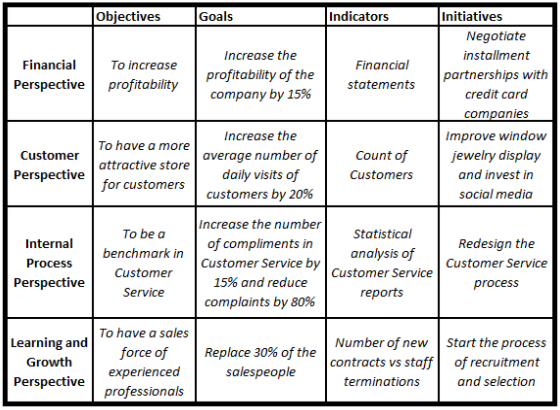 Objectives Goals Indicators Initiatives
Financial
Perspective
To increase
profitability
Increase the
profitability of the
company by 15%
Financial
statements
Negotiate
installment
partnerships with
credit card
companies
Customer
Perspective
To have a more
attractive store
for customers
Increase the
average number of
daily visits of
customers by 20%
Count of
Customers
Improve window
jewelry display
and invest in
social media
Internal
Process
Perspective
To be a
benchmark in
Customer
Service
Increase the number
of compliments in
Customer Service by
15% and reduce
complaints by 80%
Statistical
analysis of
Customer Service
reports
Redesign the
Customer Service
process
Learning and
Growth
Perspective
To have a sales
force of
experienced
professionals
Replace 30% of the
salespeople
Number of new
contracts vs staff
terminations
Start the process
of recruitment
and selection